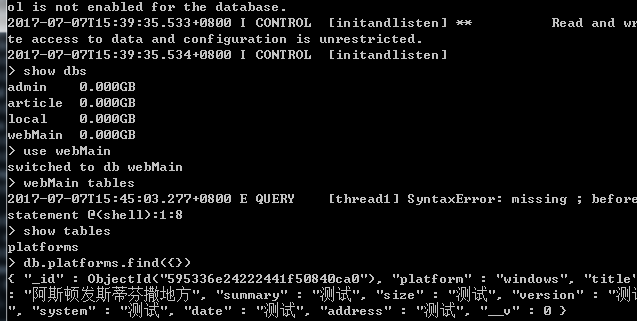 ol is not enabled for the database.
2017-07-07T15:39:35.533+0800 I CONTROL  [initandlisten] **          Read and wr
te access to data and configuration is unrestricted.
2017-07-07T15:39:35.534+0800 I CONTROL  [initandlisten]
> show dbs
admin    0.000GB
article  0.000GB
local    0.000GB
webMain  0.000GB
> use webMain
switched to db webMain
> webMain tables
2017-07-07T15:45:03.277+0800 E QUERY    [thread1] SyntaxError: missing ; before
statement @(shell):1:8
> show tables
platforms
> db.platforms.find({})
{ "_id" : ObjectId("595336e24222441f50840ca0"), "platform" : "windows", "title"
: "阿斯顿发斯蒂芬撒地方", "summary" : "测试", "size" : "测试", "version" : "测试
", "system" : "测试", "date" : "测试", "address" : "测试", "__v" : 0 }